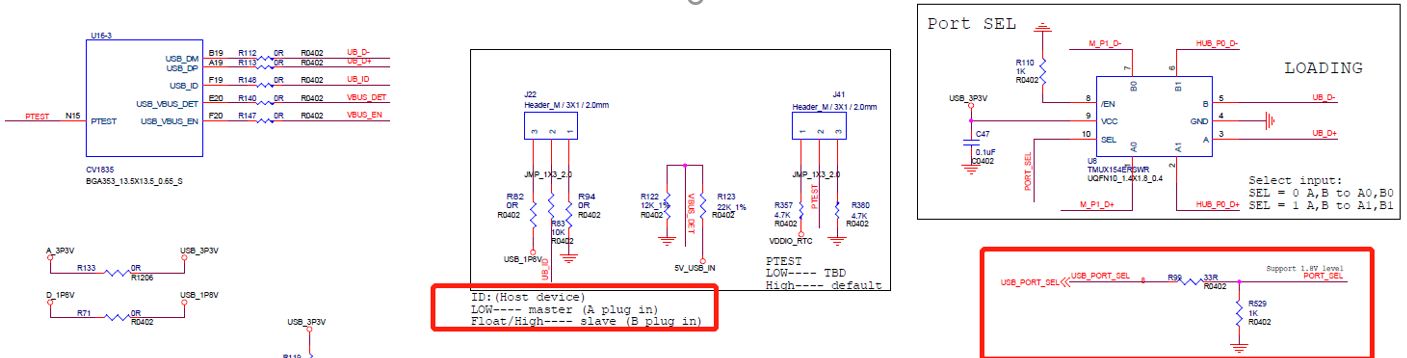 U16-3
USB_DM B19 R112 0R R0402 UB_D-
USB_DP A19 R113 0R R0402 UB_D+
USB_ID F19 R148 0R R0402 UB_ID
USB_VBUS_DET E20 R140 0R R0402 VBUS_DET
PTEST N15 PTEST USB_VBUS_EN F20 R147 0R R0402 VBUS_EN
CV1835
BGA353_13.5X13.5_0.65_S
A_3P3V USB_3P3V
R133 0R
R1206
D_1P8V USB_1P8V
R71 0R
R0402
USB_3P3V
R119
J22
Header_M / 3X1 / 2.0mm
3 2 1
JMP_1X3_2.0
R82
0R
R0402
R83
10K
R0402
R94
0R
R0402
USB_1P8V
UB_ID
R122
12K_1%
R0402
VBUS_DET
R123
22K_1%
R0402
5V_USB_IN
J41
Header_M / 3X1 / 2.0mm
1 2 3
JMP_1X3_2.0
R357
4.7K
R0402
PTEST
R380
4.7K
R0402
VDDIO_RTC
PTEST
LOW---- TBD
High---- default
ID:(Host device)
LOW---- master (A plug in)
Float/High---- slave (B plug in)
Port SEL
M_P1_D- HUB_P0_D-
R110
1K
R0402
7 6
B0 B1
LOADING
USB_3P3V
8 /EN B 5 UB_D-
9 VCC GND 4
10 SEL A 3 UB_D+
C47
0.1uF
C0402
A0 A1
PORT_SEL
U8
TMUX154ERSWR
UQFN10_1.4X1.8_0.4
1 2
M_P1_D+ HUB_P0_D+
Select input:
SEL = 0 A,B to A0,B0
SEL = 1 A,B to A1,B1
Support 1.8V level
USB_PORT_SEL USB_PORT_SEL 6 R99 33R PORT_SEL
R0402
R529
1K
R0402